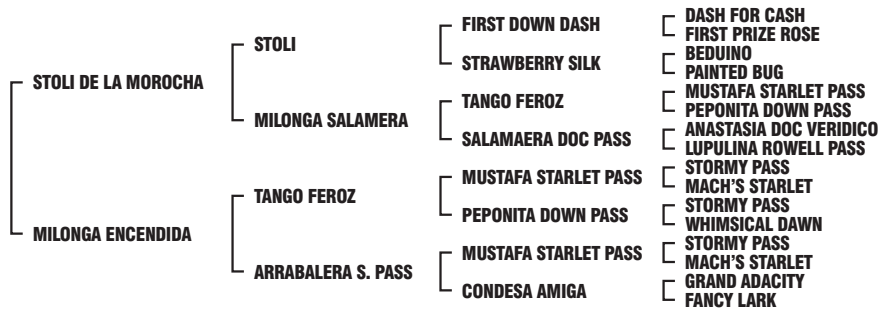 STOLI DE LA MOROCHA
MILONGA ENCENDIDA
STOLI
MILONGA SALAMERA
TANGO FEROZ
ARRABALERA S. PASS
FIRST DOWN DASH
STRAWBERRY SILK
TANGO FEROZ
SALAMAERA DOC PASS
MUSTAFA STARLET PASS
PEPONITA DOWN PASS
MUSTAFA STARLET PASS
CONDESA AMIGA
DASH FOR CASH
FIRST PRIZE ROSE
BEDUINO
PAINTED BUG
MUSTAFA STARLET PASS
PEPONITA DOWN PASS
ANASTASIA DOC VERIDICO
LUPULINA ROWELL PASS
STORMY PASS
MACH'S STARLET
STORMY PASS
WHIMSICAL DAWN
STORMY PASS
MACH'S STARLET
GRAND ADACITY
FANCY LARK